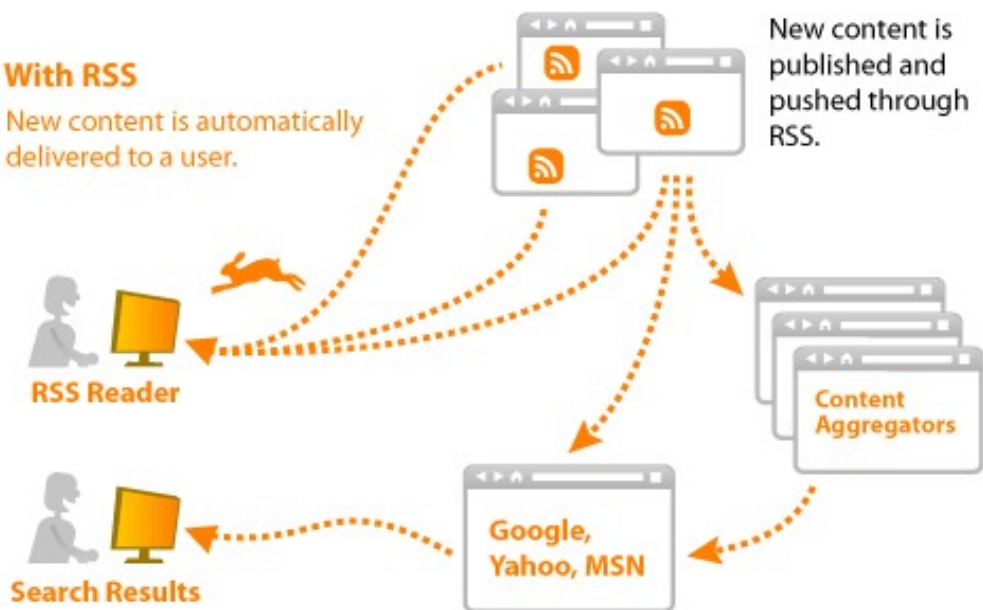 With RSS
New content is automatically
delivered to a user.
New content is
published and
pushed through
RSS.
RSS Reader
Content
Aggregators
Google,
Yahoo, MSN
Search Results